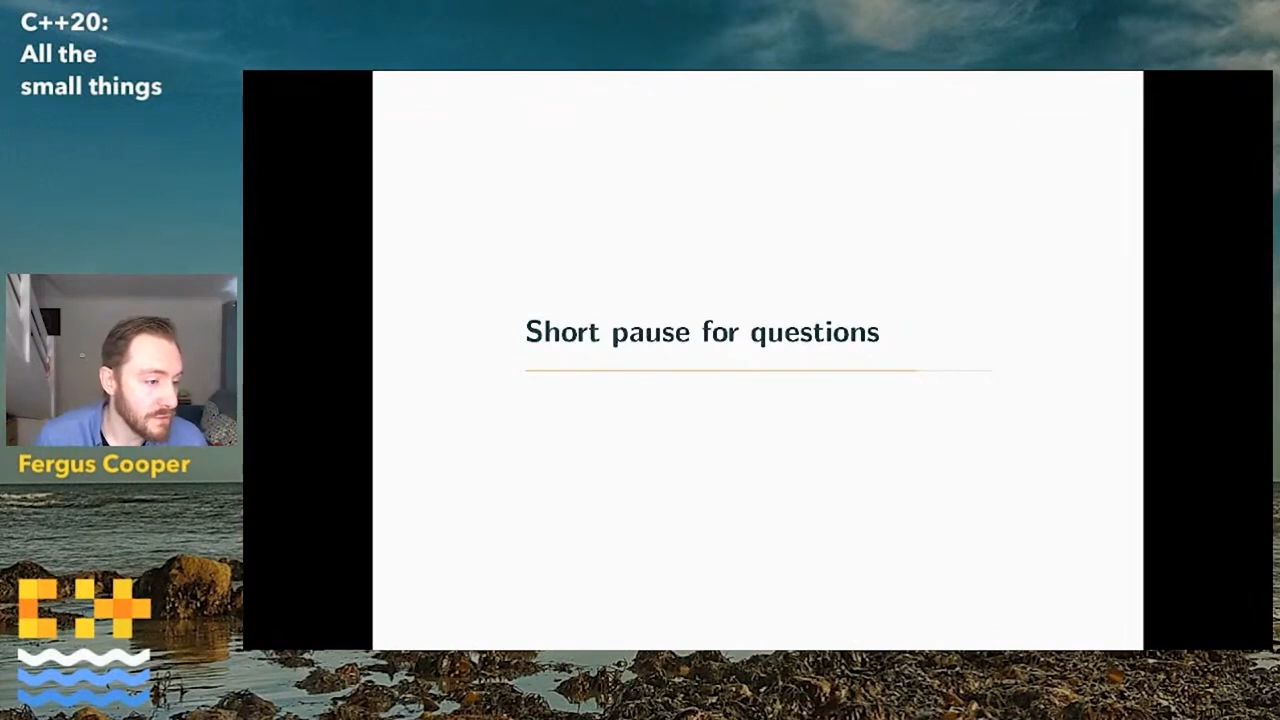 C++20:
All the
small things
Short pause for questions
Fergus Cooper